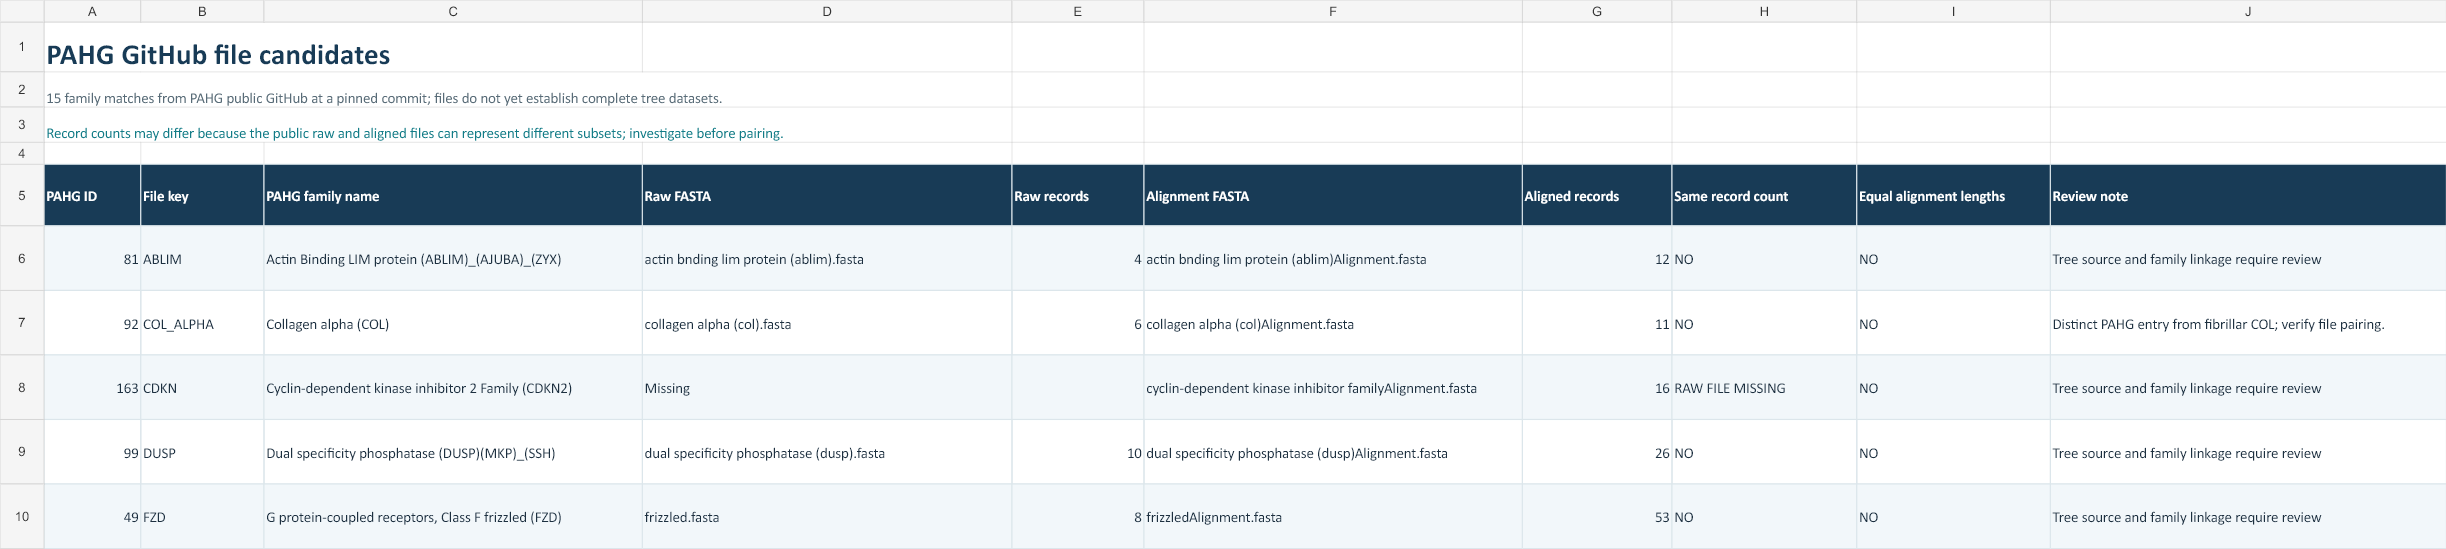 A B C D E F G H I J
1 PAHG GitHub file candidates
2 15 family matches from PAHG public GitHub at a pinned commit; files do not yet establish complete tree datasets.
3 Record counts may differ because the public raw and aligned files can represent different subsets; investigate before pairing.
4
5 PAHG ID File key PAHG family name Raw FASTA Raw records Alignment FASTA Aligned records Same record count Equal alignment lengths Review note
6 81 ABLIM Actin Binding LIM protein (ABLIM)_(AJUBA)_(ZYX) actin bnding lim protein (ablim).fasta 4 actin bnding lim protein (ablim)Alignment.fasta 12 NO NO Tree source and family linkage require review
7 92 COL_ALPHA Collagen alpha (COL) collagen alpha (col).fasta 6 collagen alpha (col)Alignment.fasta 11 NO NO Distinct PAHG entry from fibrillar COL; verify file pairing.
8 163 CDKN Cyclin-dependent kinase inhibitor 2 Family (CDKN2) Missing cyclin-dependent kinase inhibitor familyAlignment.fasta 16 RAW FILE MISSING NO Tree source and family linkage require review
9 99 DUSP Dual specificity phosphatase (DUSP)(MKP)_(SSH) dual specificity phosphatase (dusp).fasta 10 dual specificity phosphatase (dusp)Alignment.fasta 26 NO NO Tree source and family linkage require review
10 49 FZD G protein-coupled receptors, Class F frizzled (FZD) frizzled.fasta 8 frizzledAlignment.fasta 53 NO NO Tree source and family linkage require review